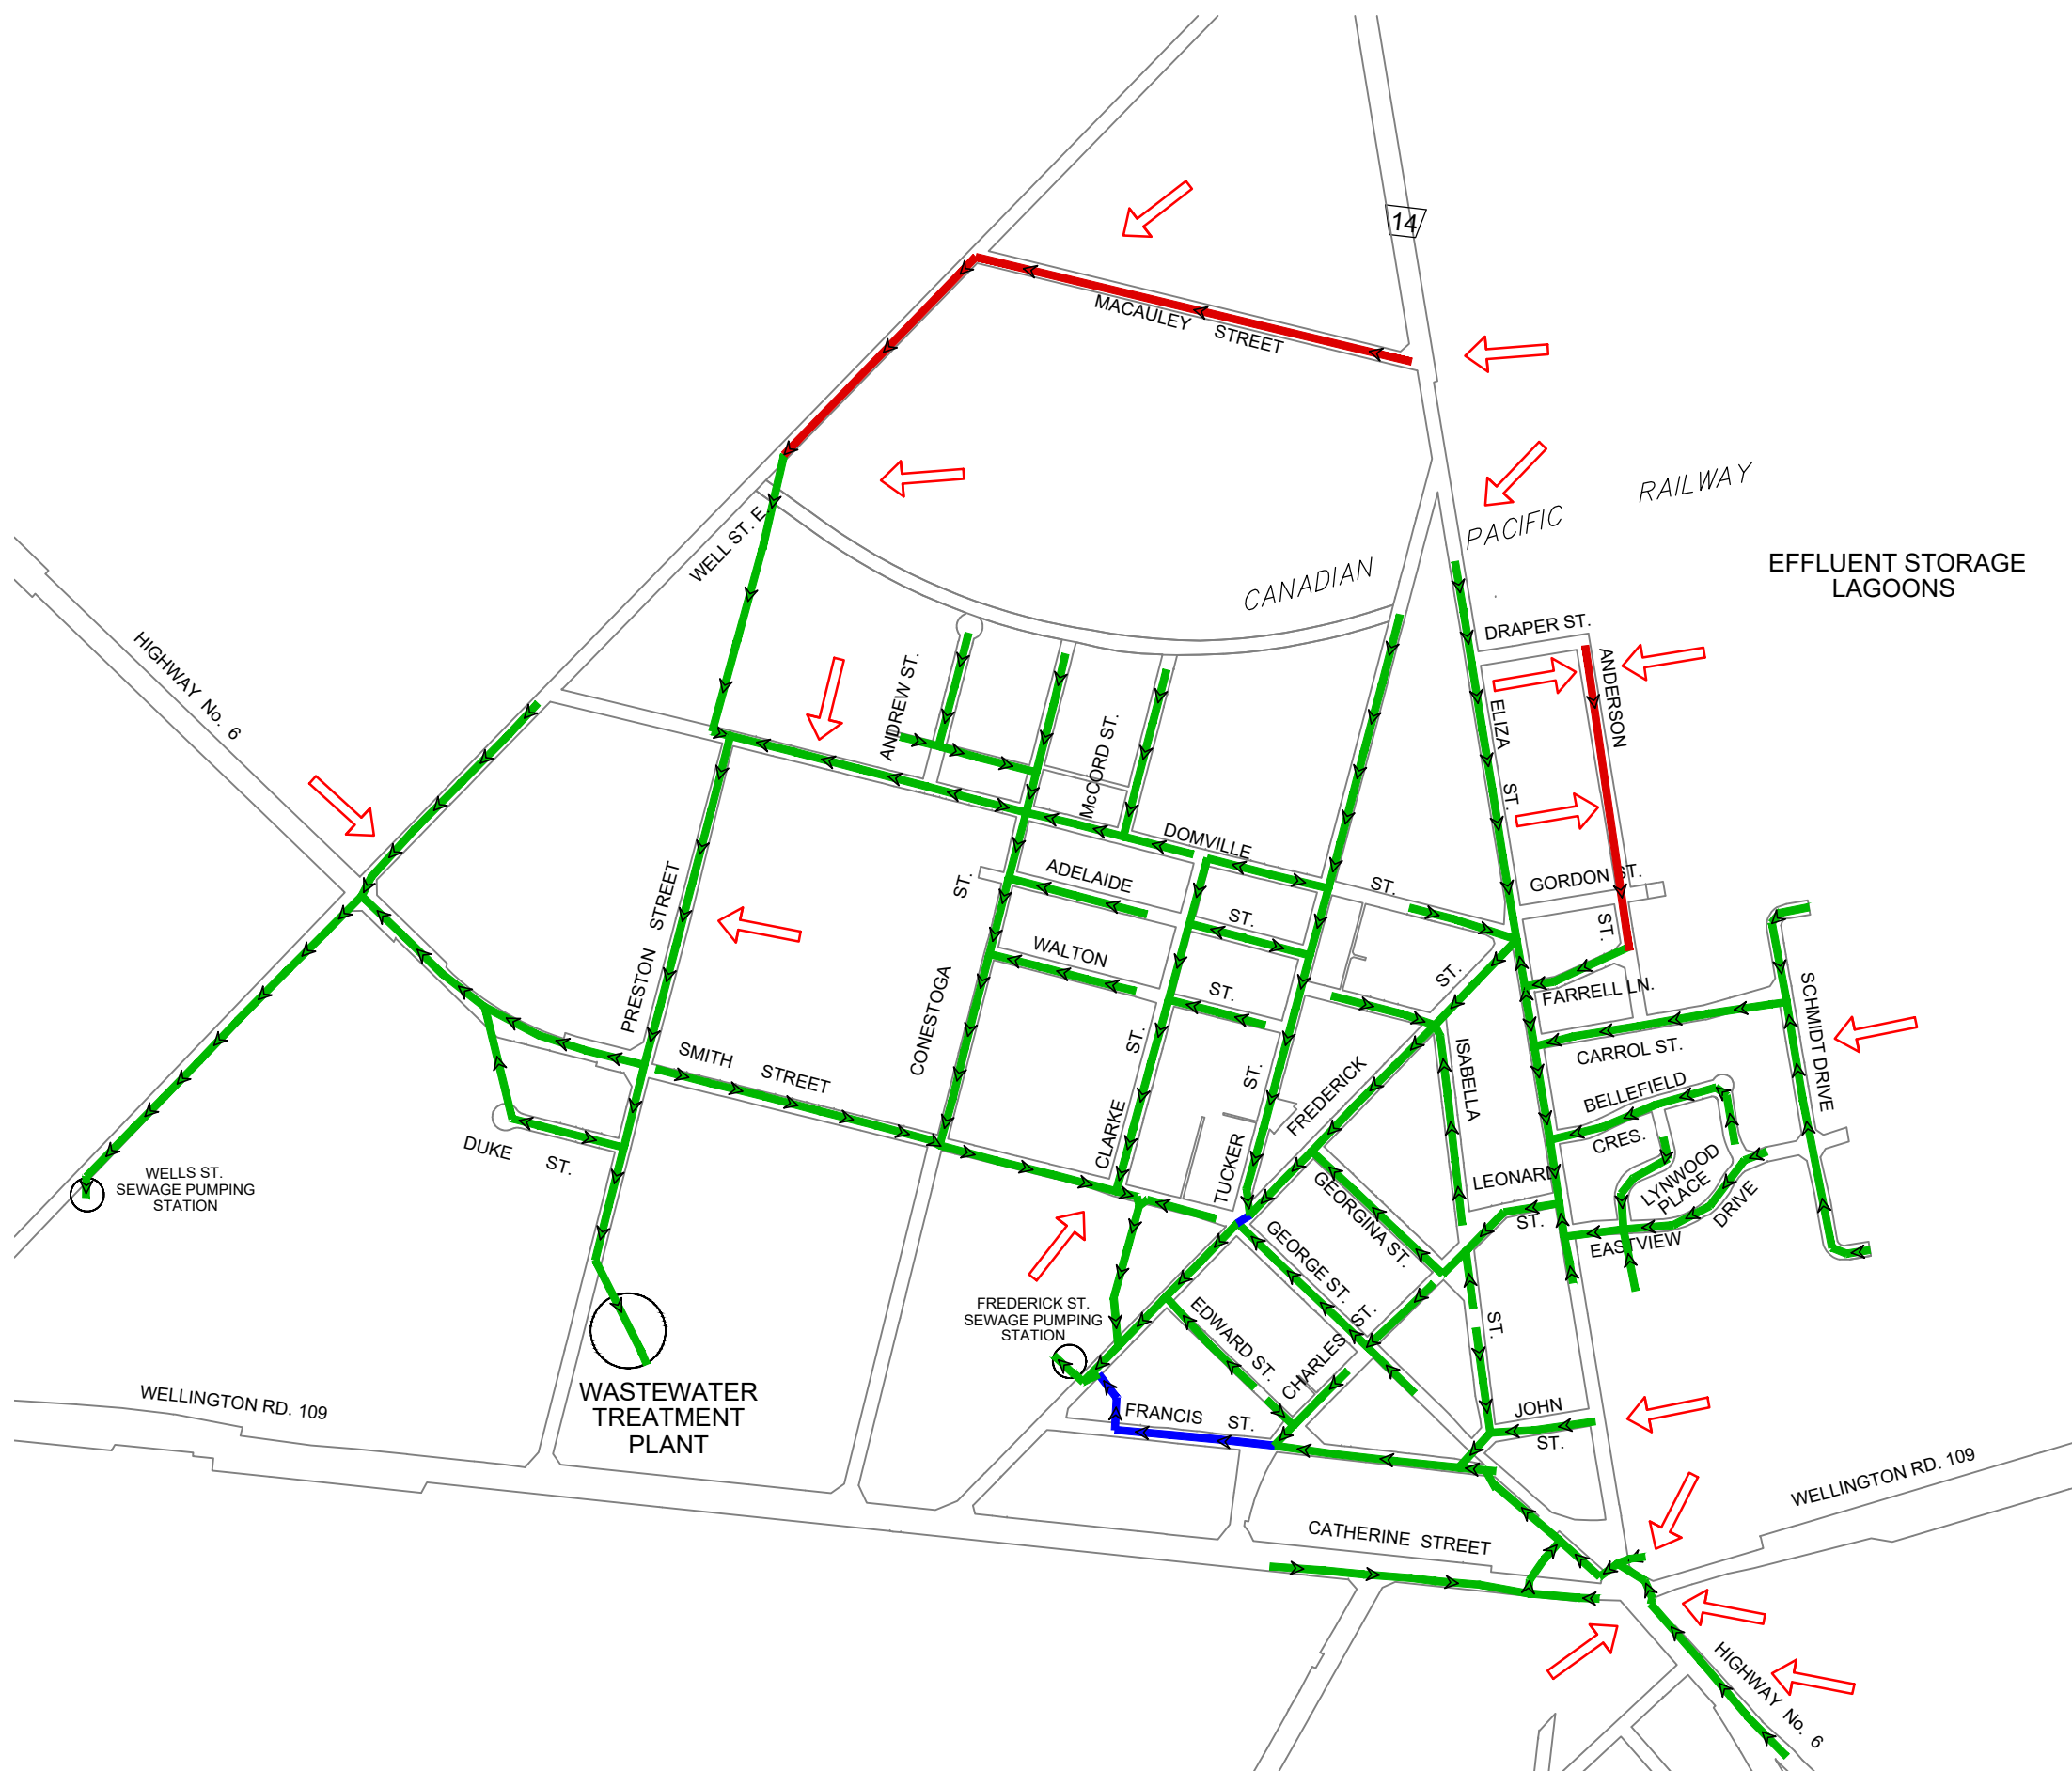 14
MACAULEY STREET
RAILWAY
PACIFIC
CANADIAN
EFFLUENT STORAGE
LAGOONS
WELL ST. E.
HIGHWAY No. 6
DRAPER ST.
ANDERSON
ST.
ELIZA
ST.
ANDREW ST.
McCORD ST.
DOMVILLE
ST.
ADELAIDE
ST.
GORDON ST.
WALTON
ST.
CONESTOGA
ST.
PRESTON STREET
CLARKE
ST.
TUCKER
ST.
FREDERICK
ST.
FARRELL LN.
CARROL ST.
SCHMIDT DRIVE
SMITH STREET
ISABELLA
ST.
BELLEFIELD
CRES.
DUKE ST.
LEONARD
ST.
LYNWOOD
PLACE
EASTVIEW
DRIVE
WELLS ST.
SEWAGE PUMPING
STATION
GEORGINA ST.
GEORGE ST.
EDWARD ST.
CHARLES
ST.
FREDERICK ST.
SEWAGE PUMPING
STATION
WASTEWATER
TREATMENT
PLANT
WELLINGTON RD. 109
FRANCIS ST.
JOHN
ST.
CATHERINE STREET
WELLINGTON RD. 109
HIGHWAY No. 6